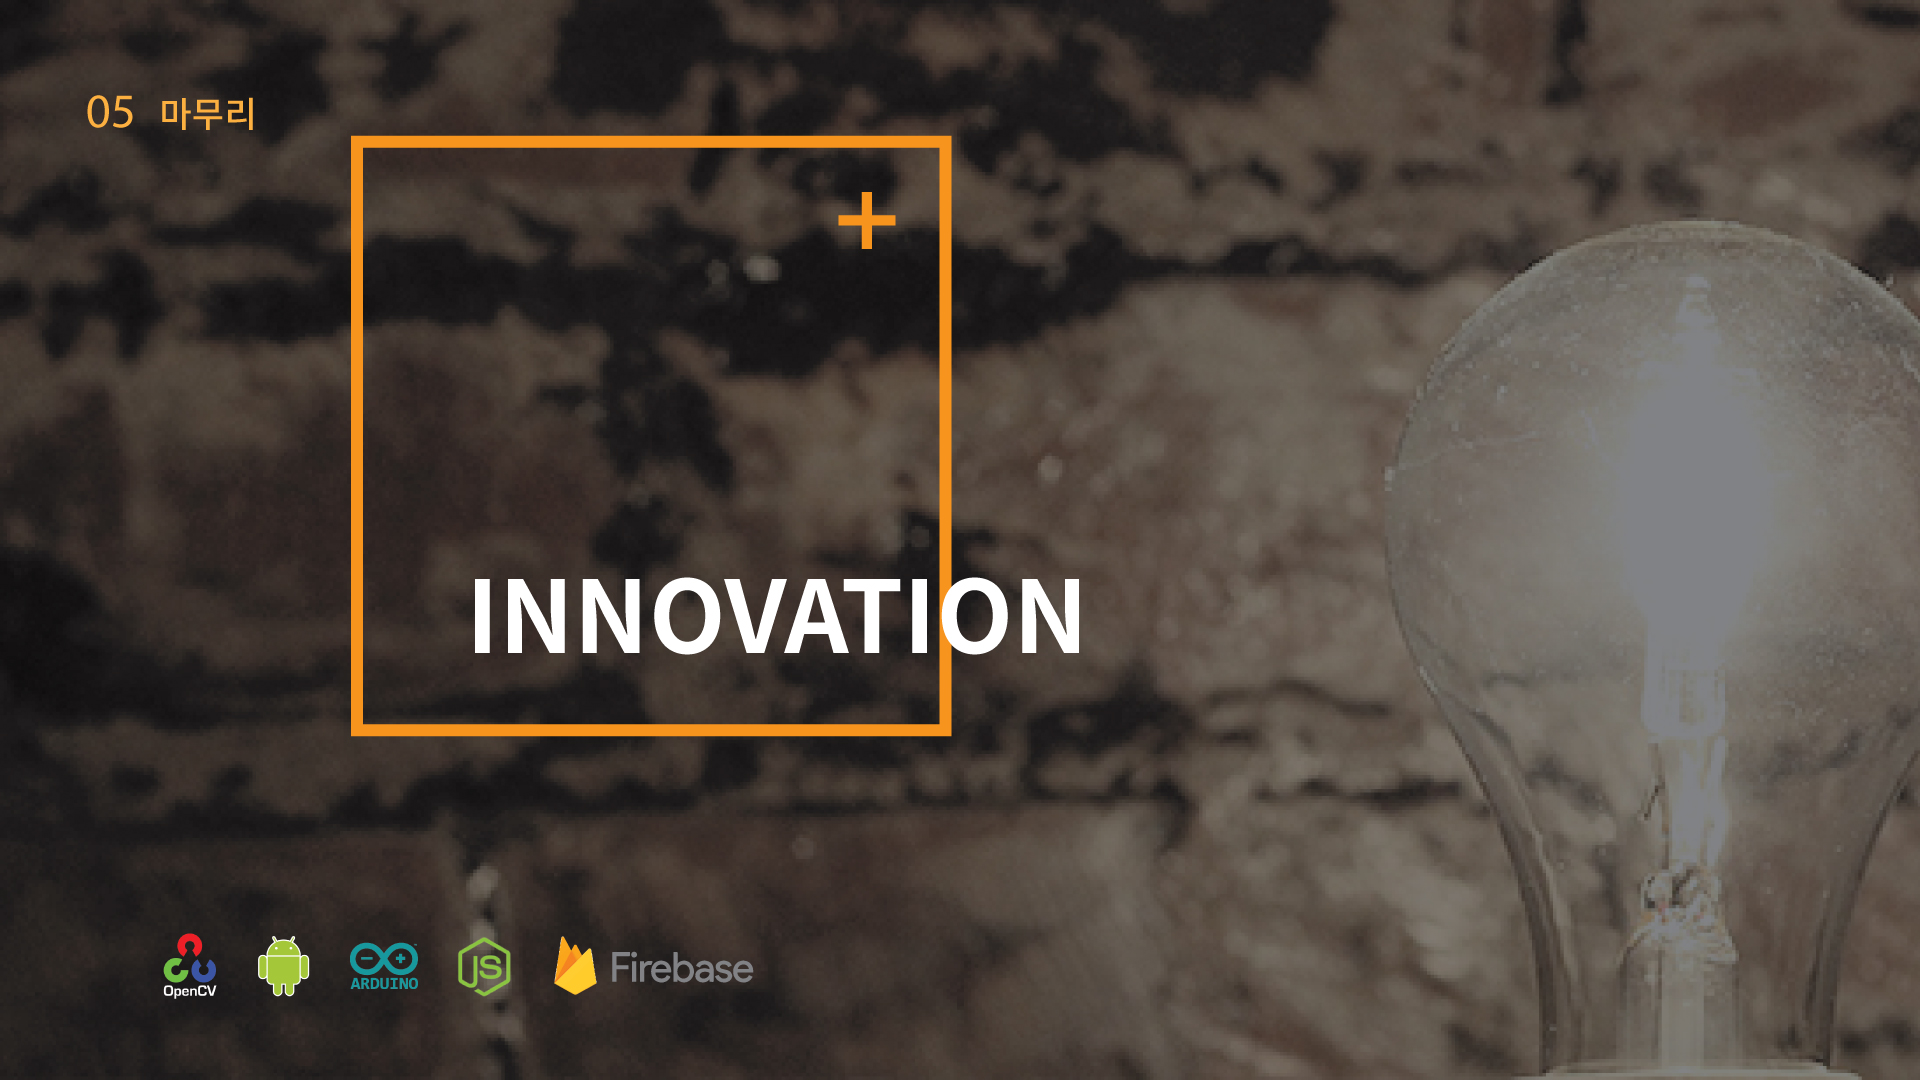 05 마무리
+
INNOVATION
OpenCV
ARDUINO
JS
Firebase